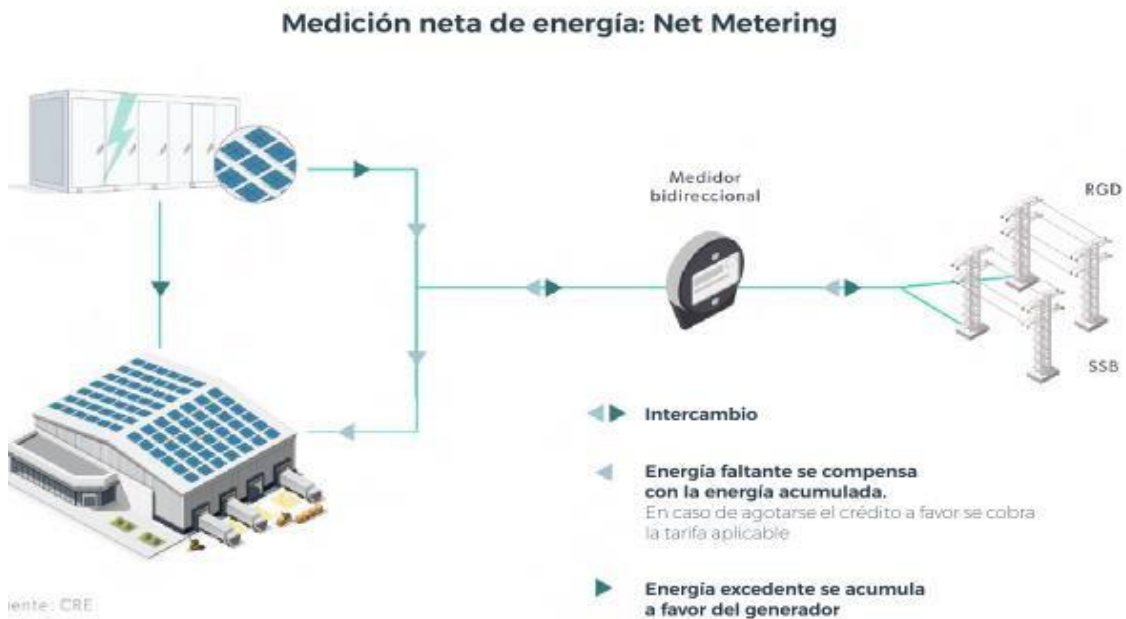 Medición neta de energía: Net Metering
Medidor
bidireccional
RGD
SSB
Intercambio
Energía faltante se compensa
con la energía acumulada.
En caso de agotarse el crédito a favor se cobra
la tarifa aplicable
Energía excedente se acumula
a favor del generador
uente: CRE